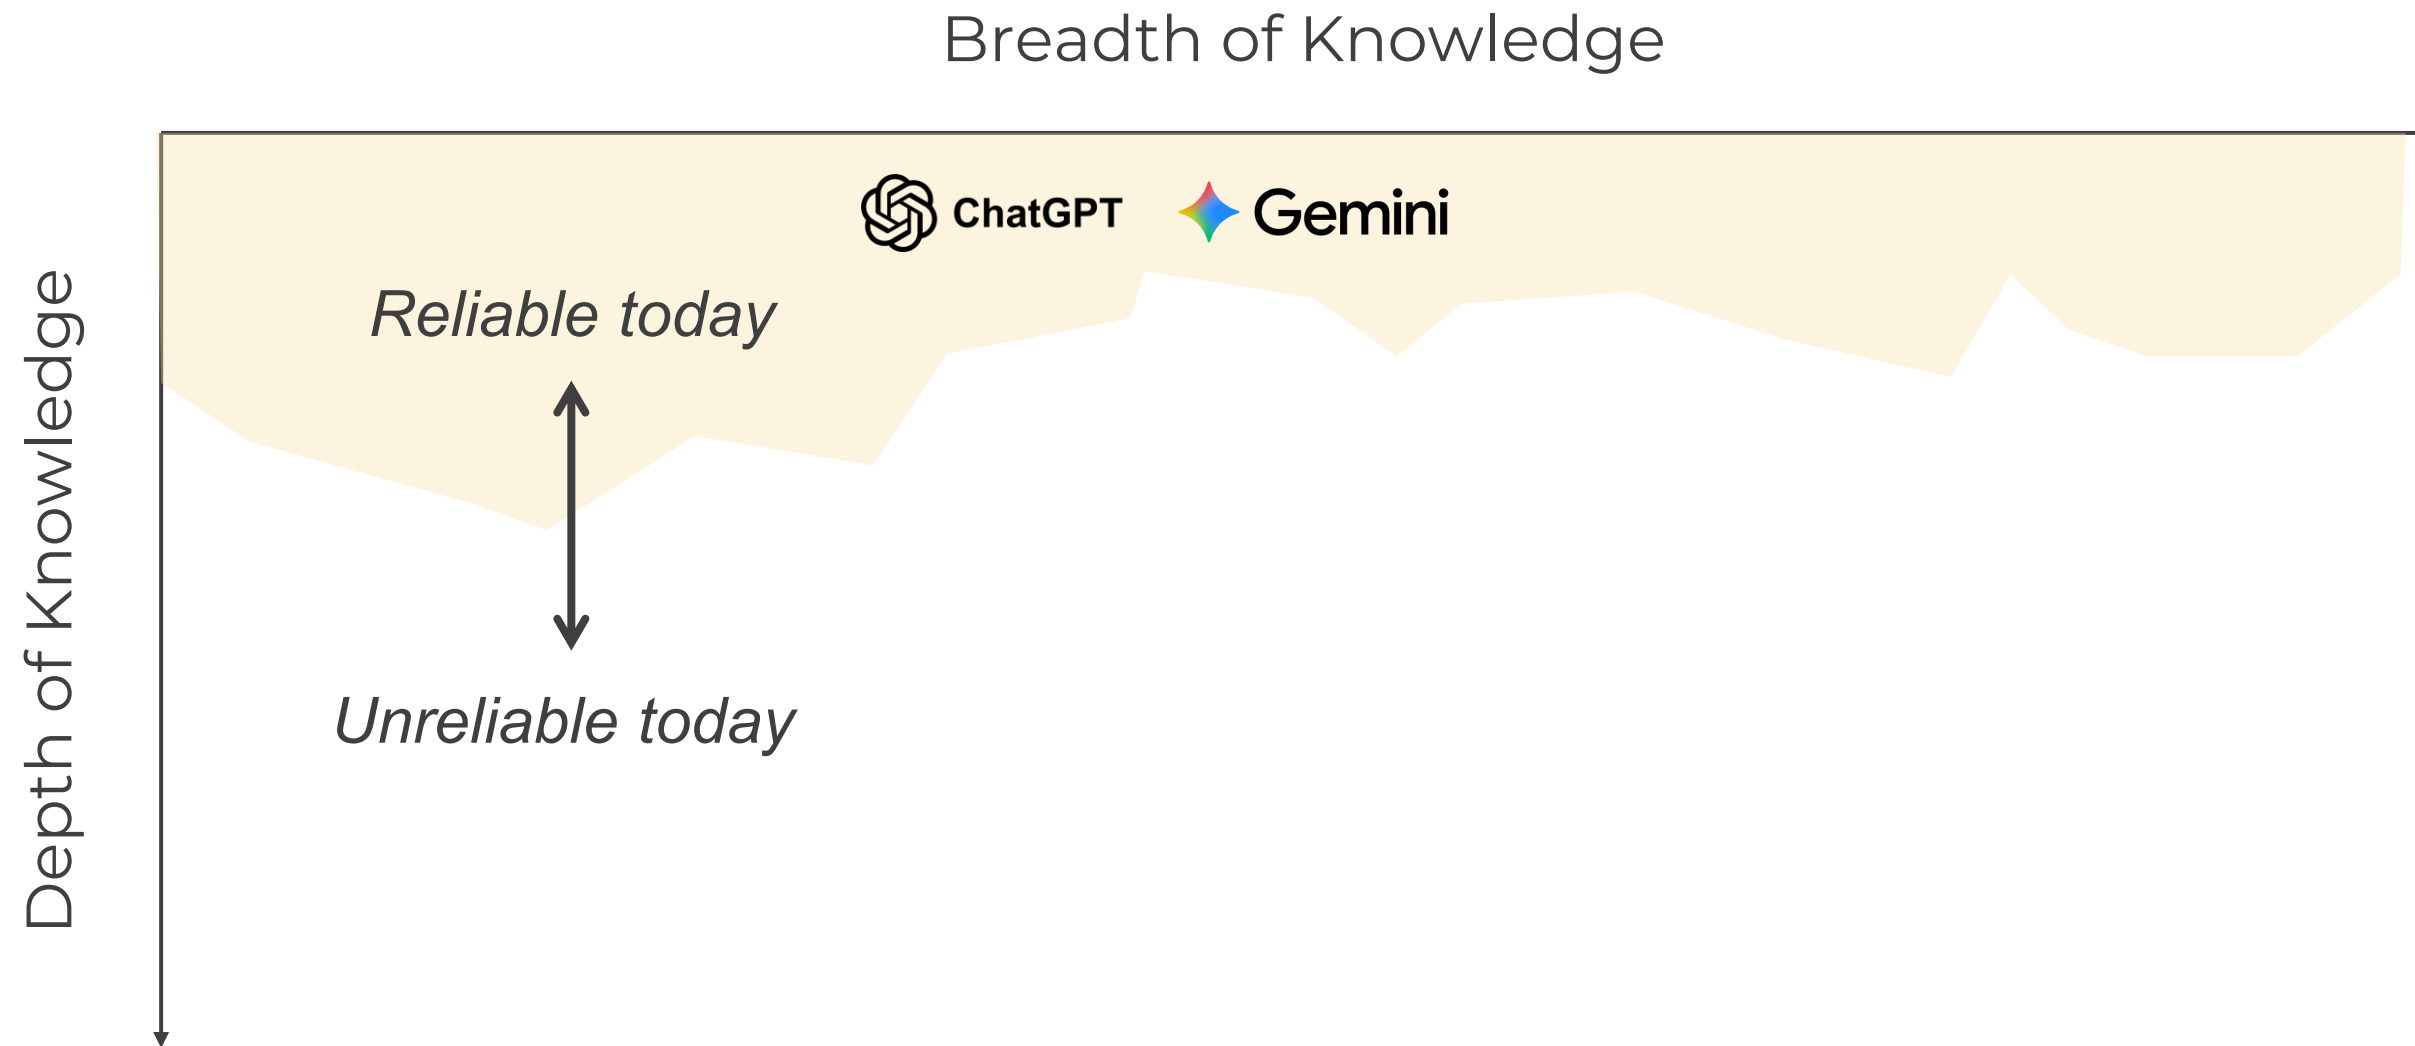 Breadth of Knowledge
ChatGPT Gemini
Reliable today
Unreliable today
Depth of Knowledge